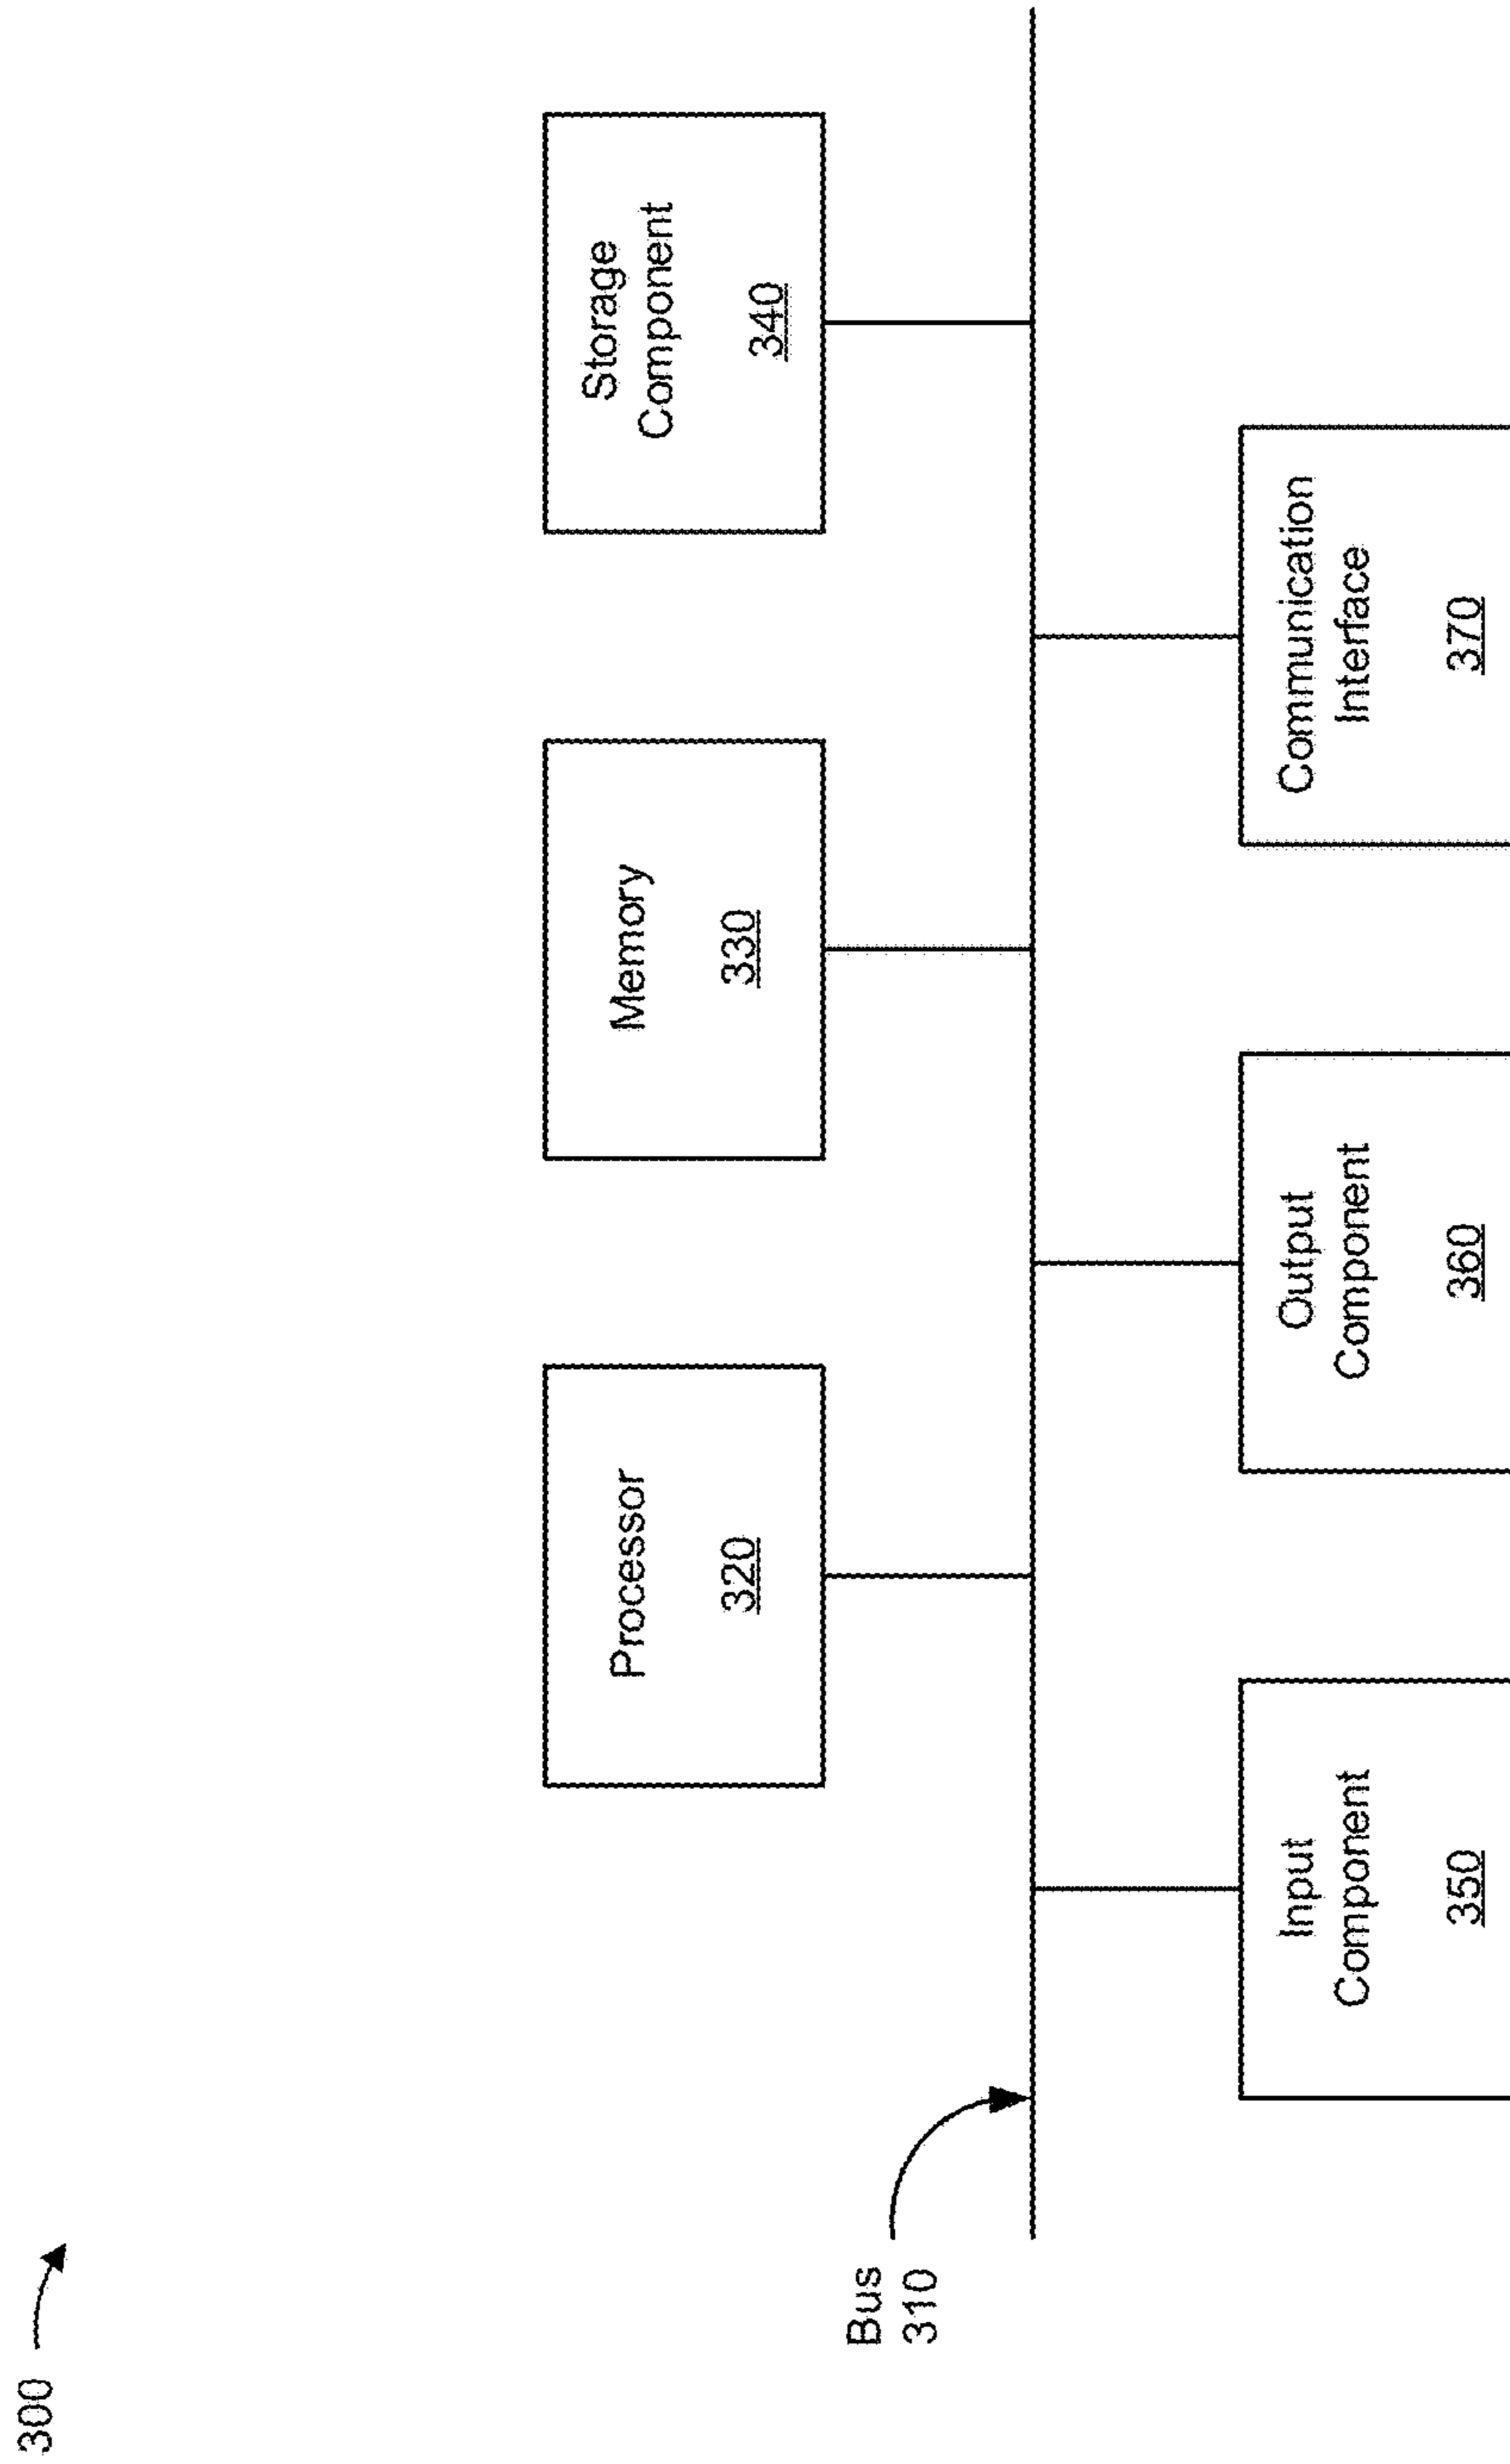 300
Processor
320
Memory
330
Storage
Component
340
Bus
310
Input
Component
350
Output
Component
360
Communication
Interface
370